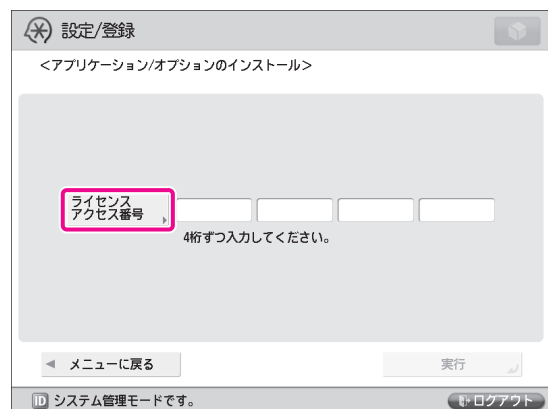 設定/登録
<アプリケーション/オプションのインストール>
ライセンス
アクセス番号
4桁ずつ入力してください。
メニューに戻る
実行
ID システム管理モードです。
ログアウト